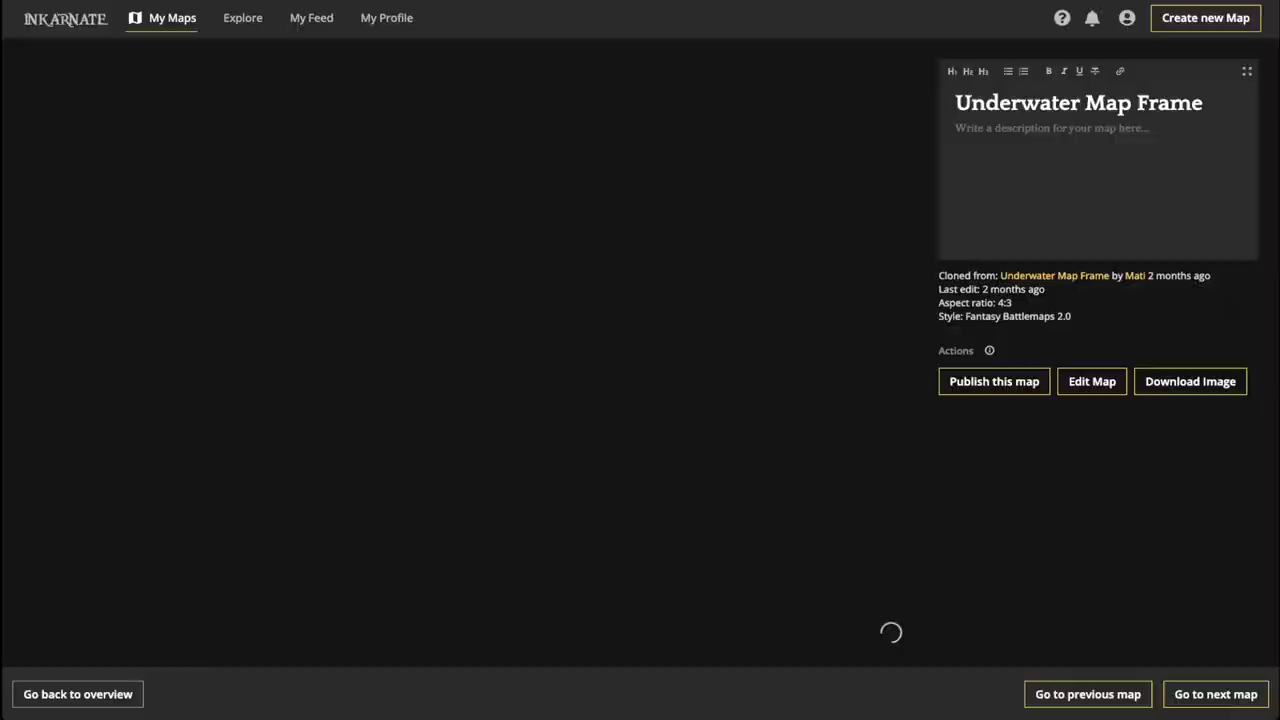 INKARNATE My Maps Explore My Feed My Profile ? Create new Map
H1 H2 H3 B I U T
Underwater Map Frame
Write a description for your map here...
Cloned from: Underwater Map Frame by Mati 2 months ago
Last edit: 2 months ago
Aspect ratio: 4:3
Style: Fantasy Battlemaps 2.0
Actions
Publish this map Edit Map Download Image
Go back to overview Go to previous map Go to next map